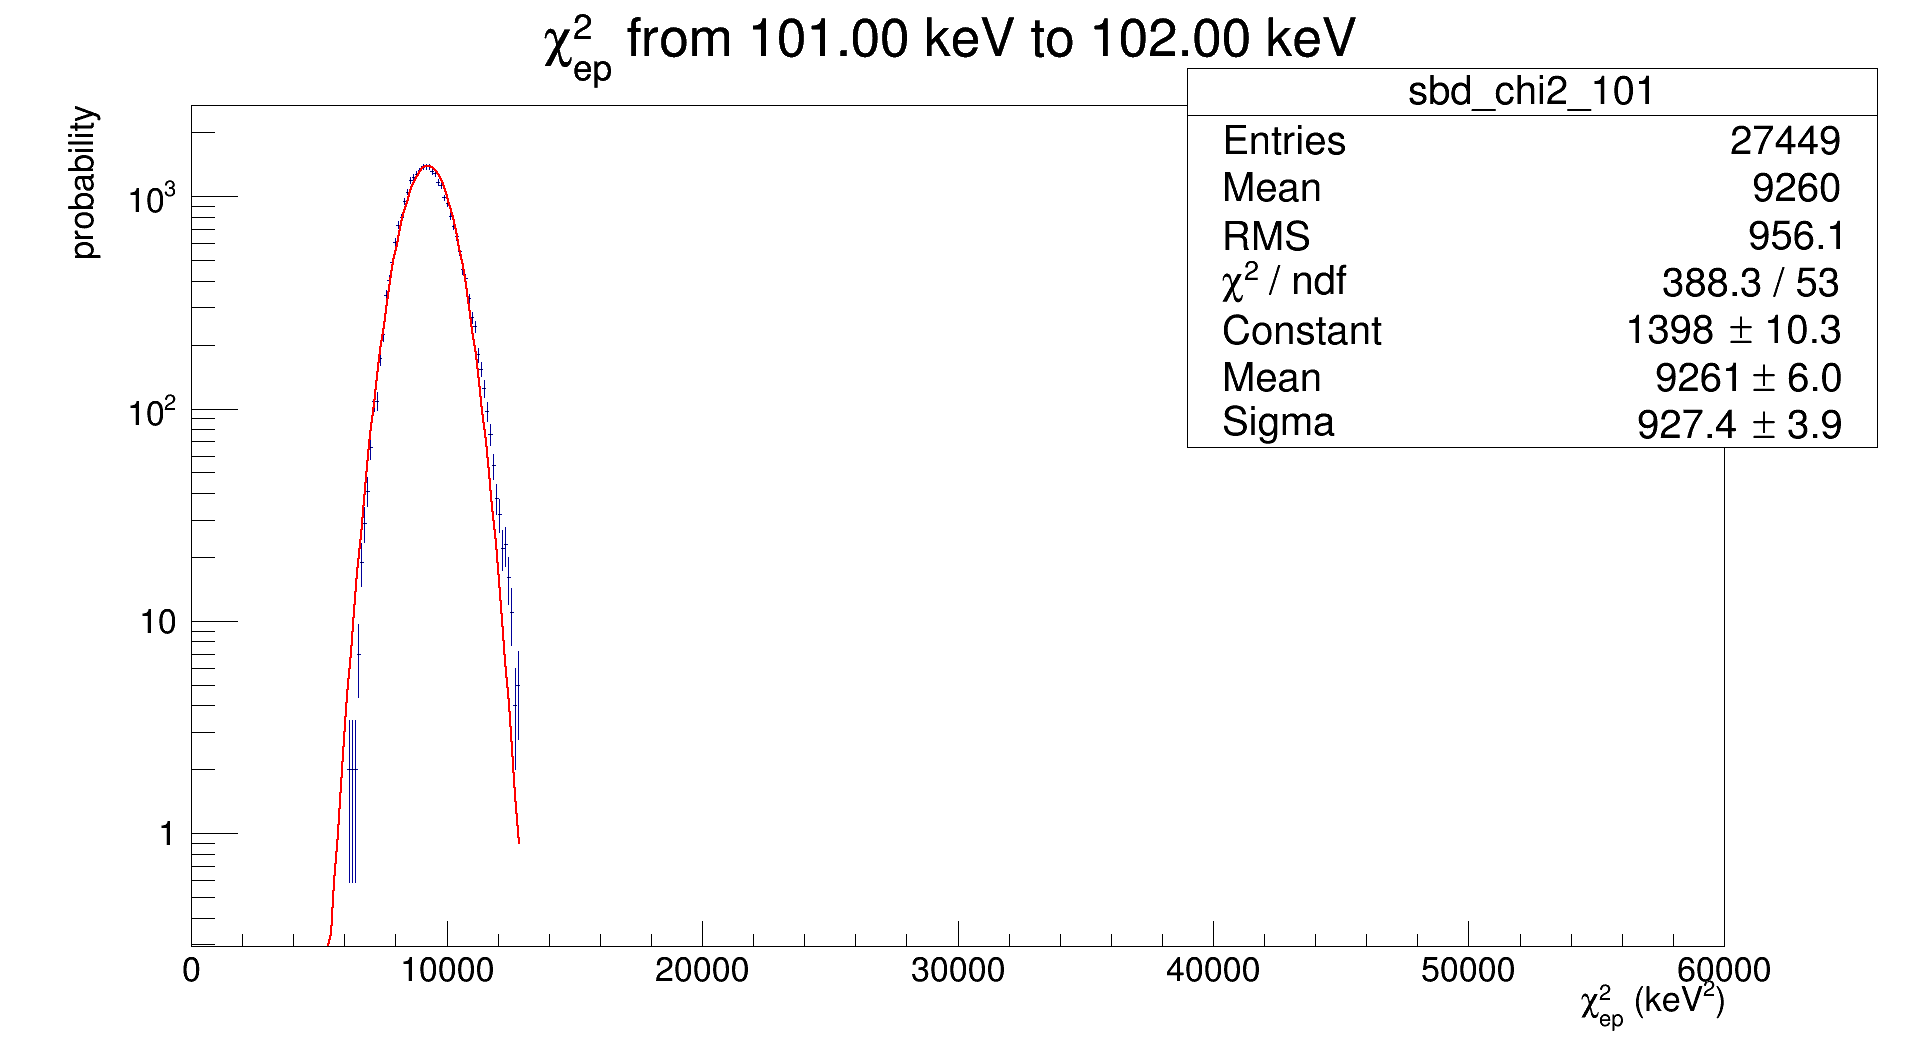 χ²ep from 101.00 keV to 102.00 keV
sbd_chi2_101
Entries 27449
Mean 9260
RMS 956.1
χ² / ndf 388.3 / 53
Constant 1398 ± 10.3
Mean 9261 ± 6.0
Sigma 927.4 ± 3.9
probability
10³
10²
10
1
0 10000 20000 30000 40000 50000 60000
χ²ep (keV²)